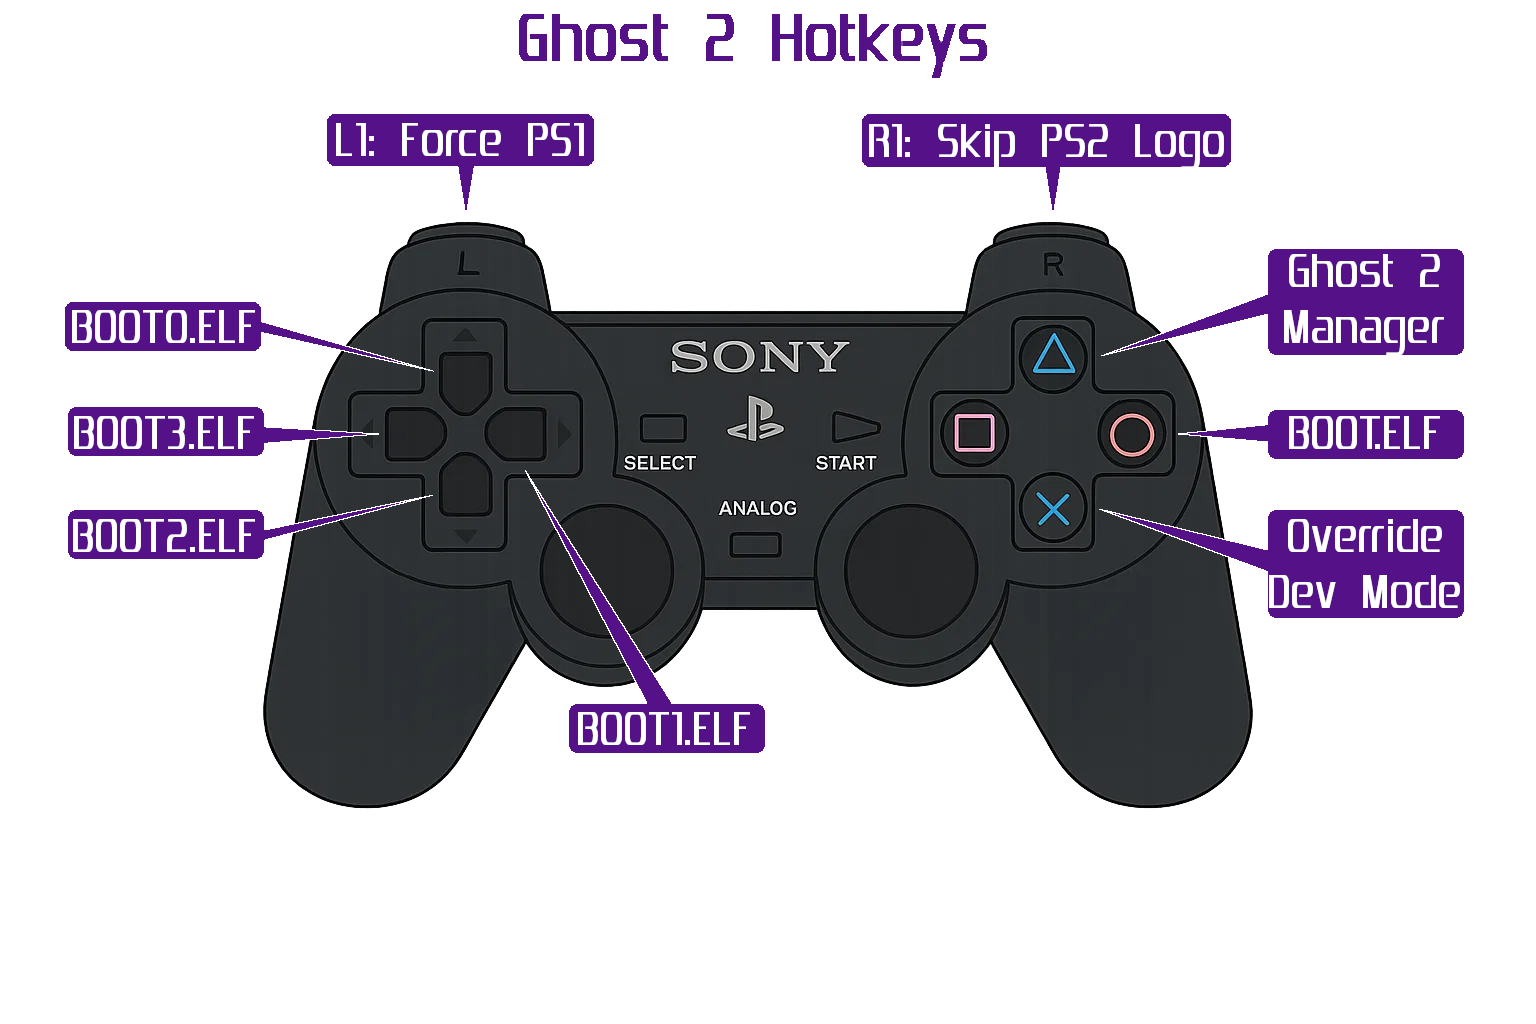 Ghost 2 Hotkeys
L1: Force PS1
R1: Skip PS2 Logo
L
R
Ghost 2
Manager
BOOT0.ELF
SONY
BOOT3.ELF
BOOT.ELF
SELECT
START
ANALOG
BOOT2.ELF
Override
Dev Mode
BOOT1.ELF